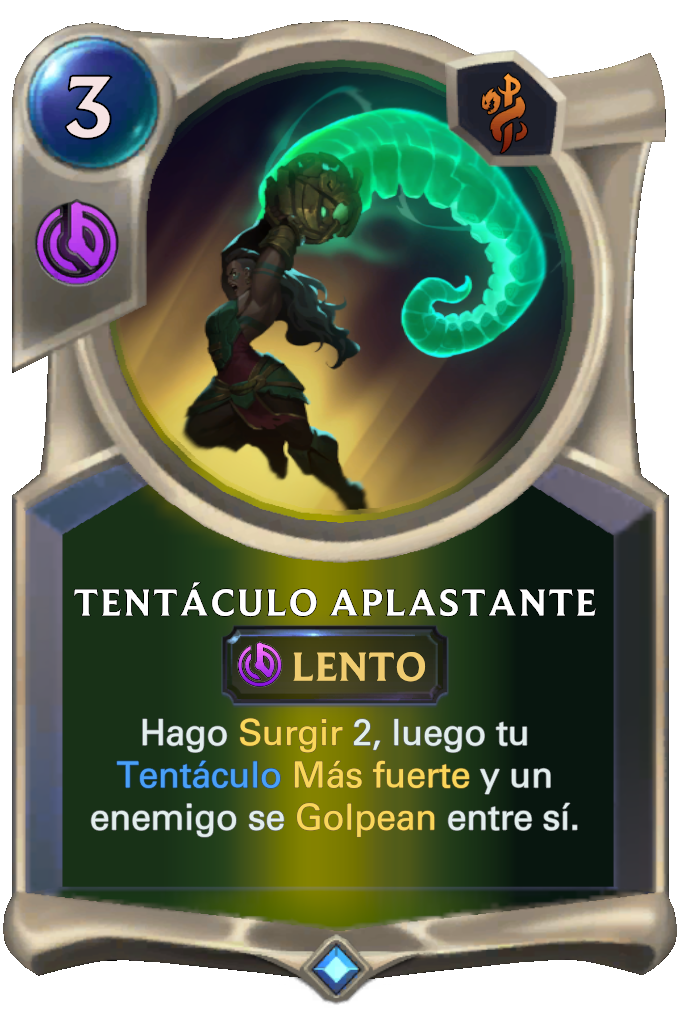 3
TENTÁCULO APLASTANTE
LENTO
Hago Surgir 2, luego tu
Tentáculo Más fuerte y un
enemigo se Golpean entre sí.